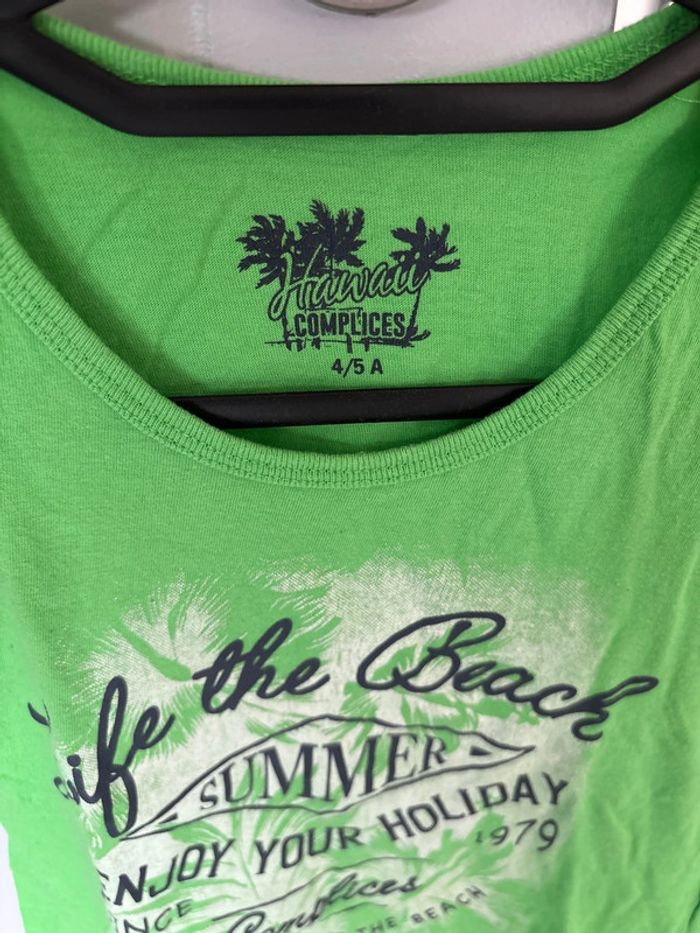 Hawaii
COMPLICES
4/5 A
Life the Beach
SUMMER
ENJOY YOUR HOLIDAY
1979
Complices
THE BEACH